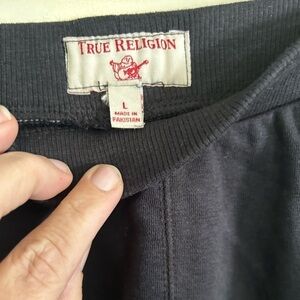 TRUE RELIGION
L
MADE IN
PAKISTAN